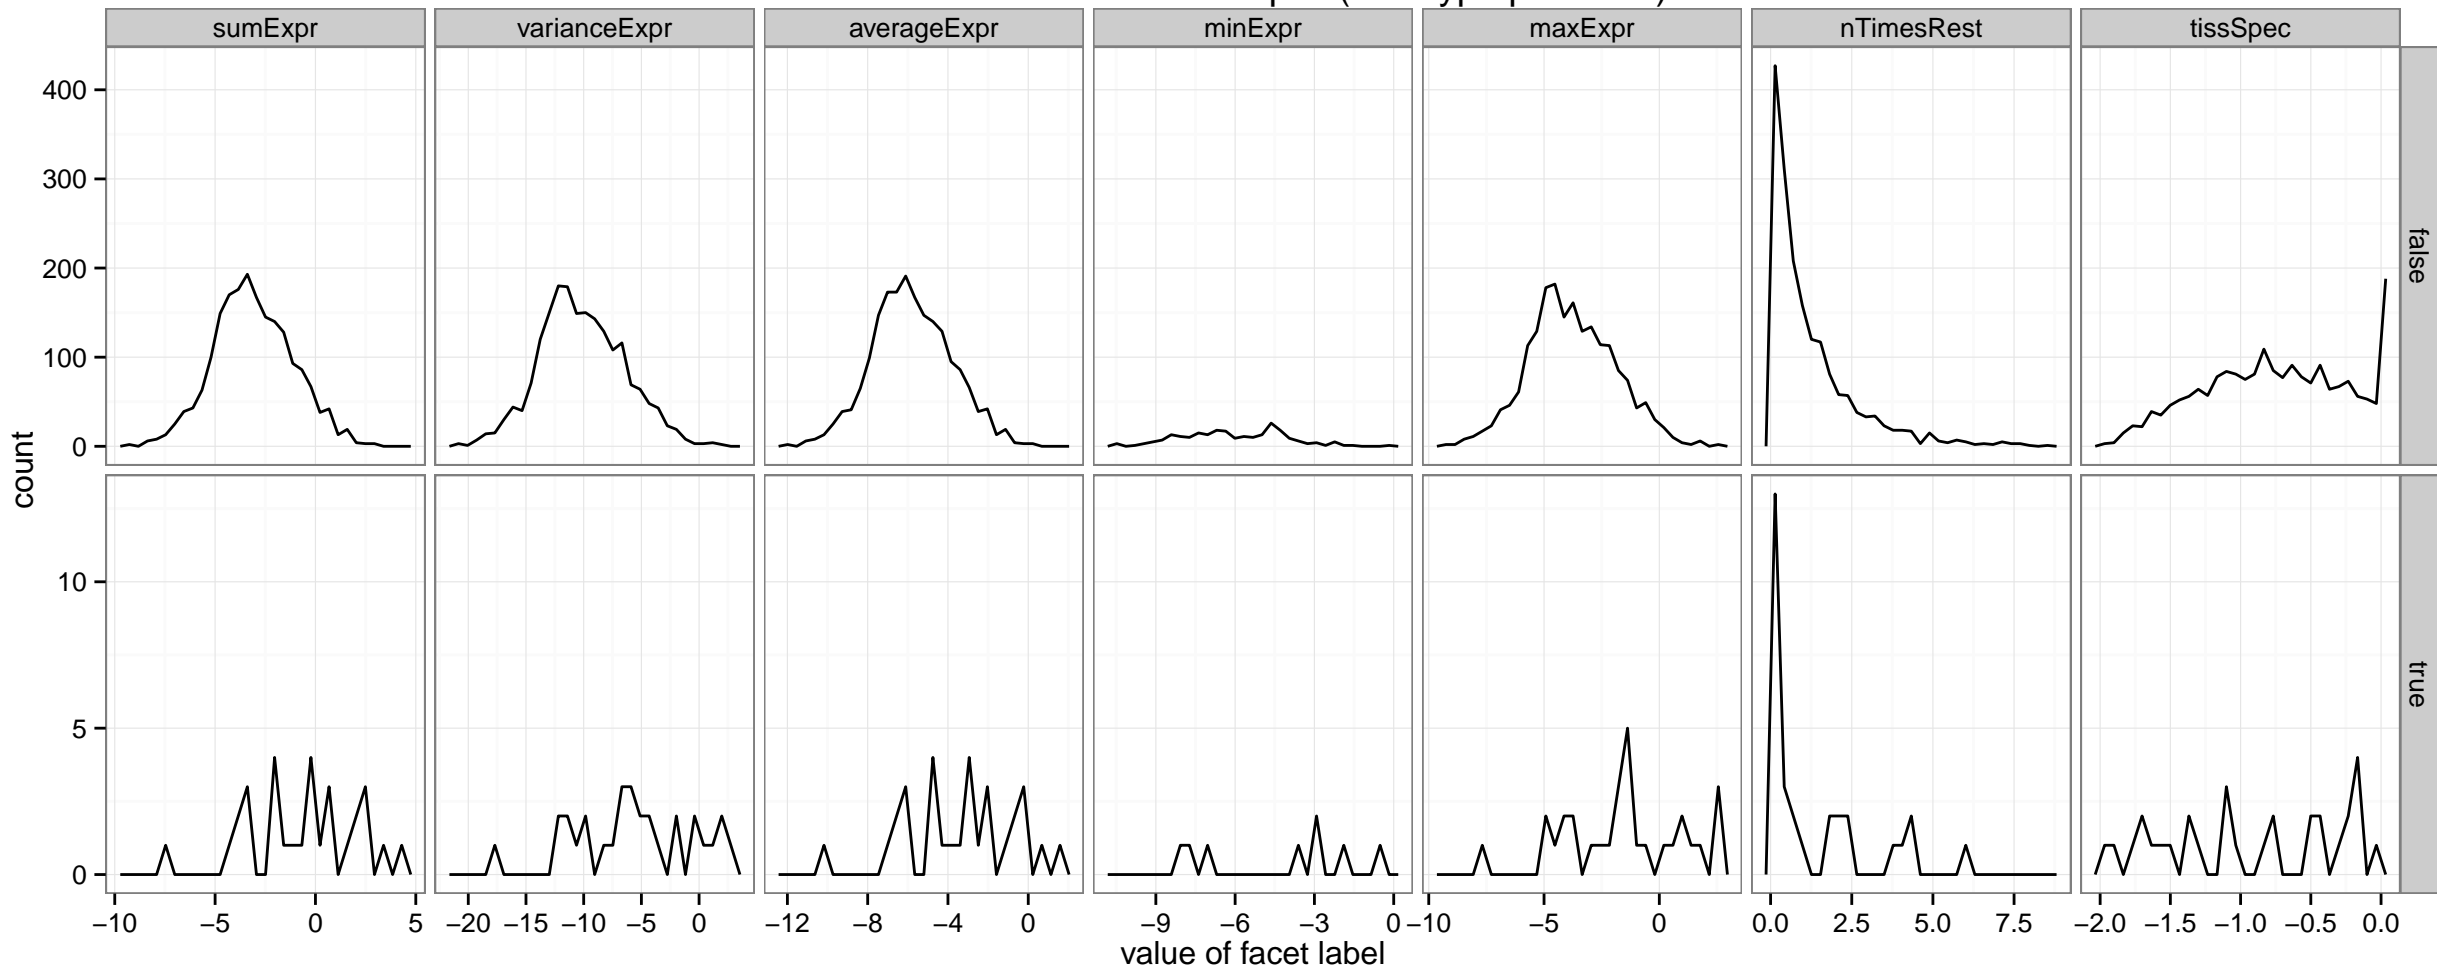 sumExpr varianceExpr averageExpr minExpr maxExpr nTimesRest tissSpec
400
300
200
100
0
false
count
10
5
0
true
−10 −5 0 5 −20 −15 −10 −5 0 −12 −8 −4 0 −9 −6 −3 0 −10 −5 0 0.0 2.5 5.0 7.5 −2.0 −1.5 −1.0 −0.5 0.0
value of facet label